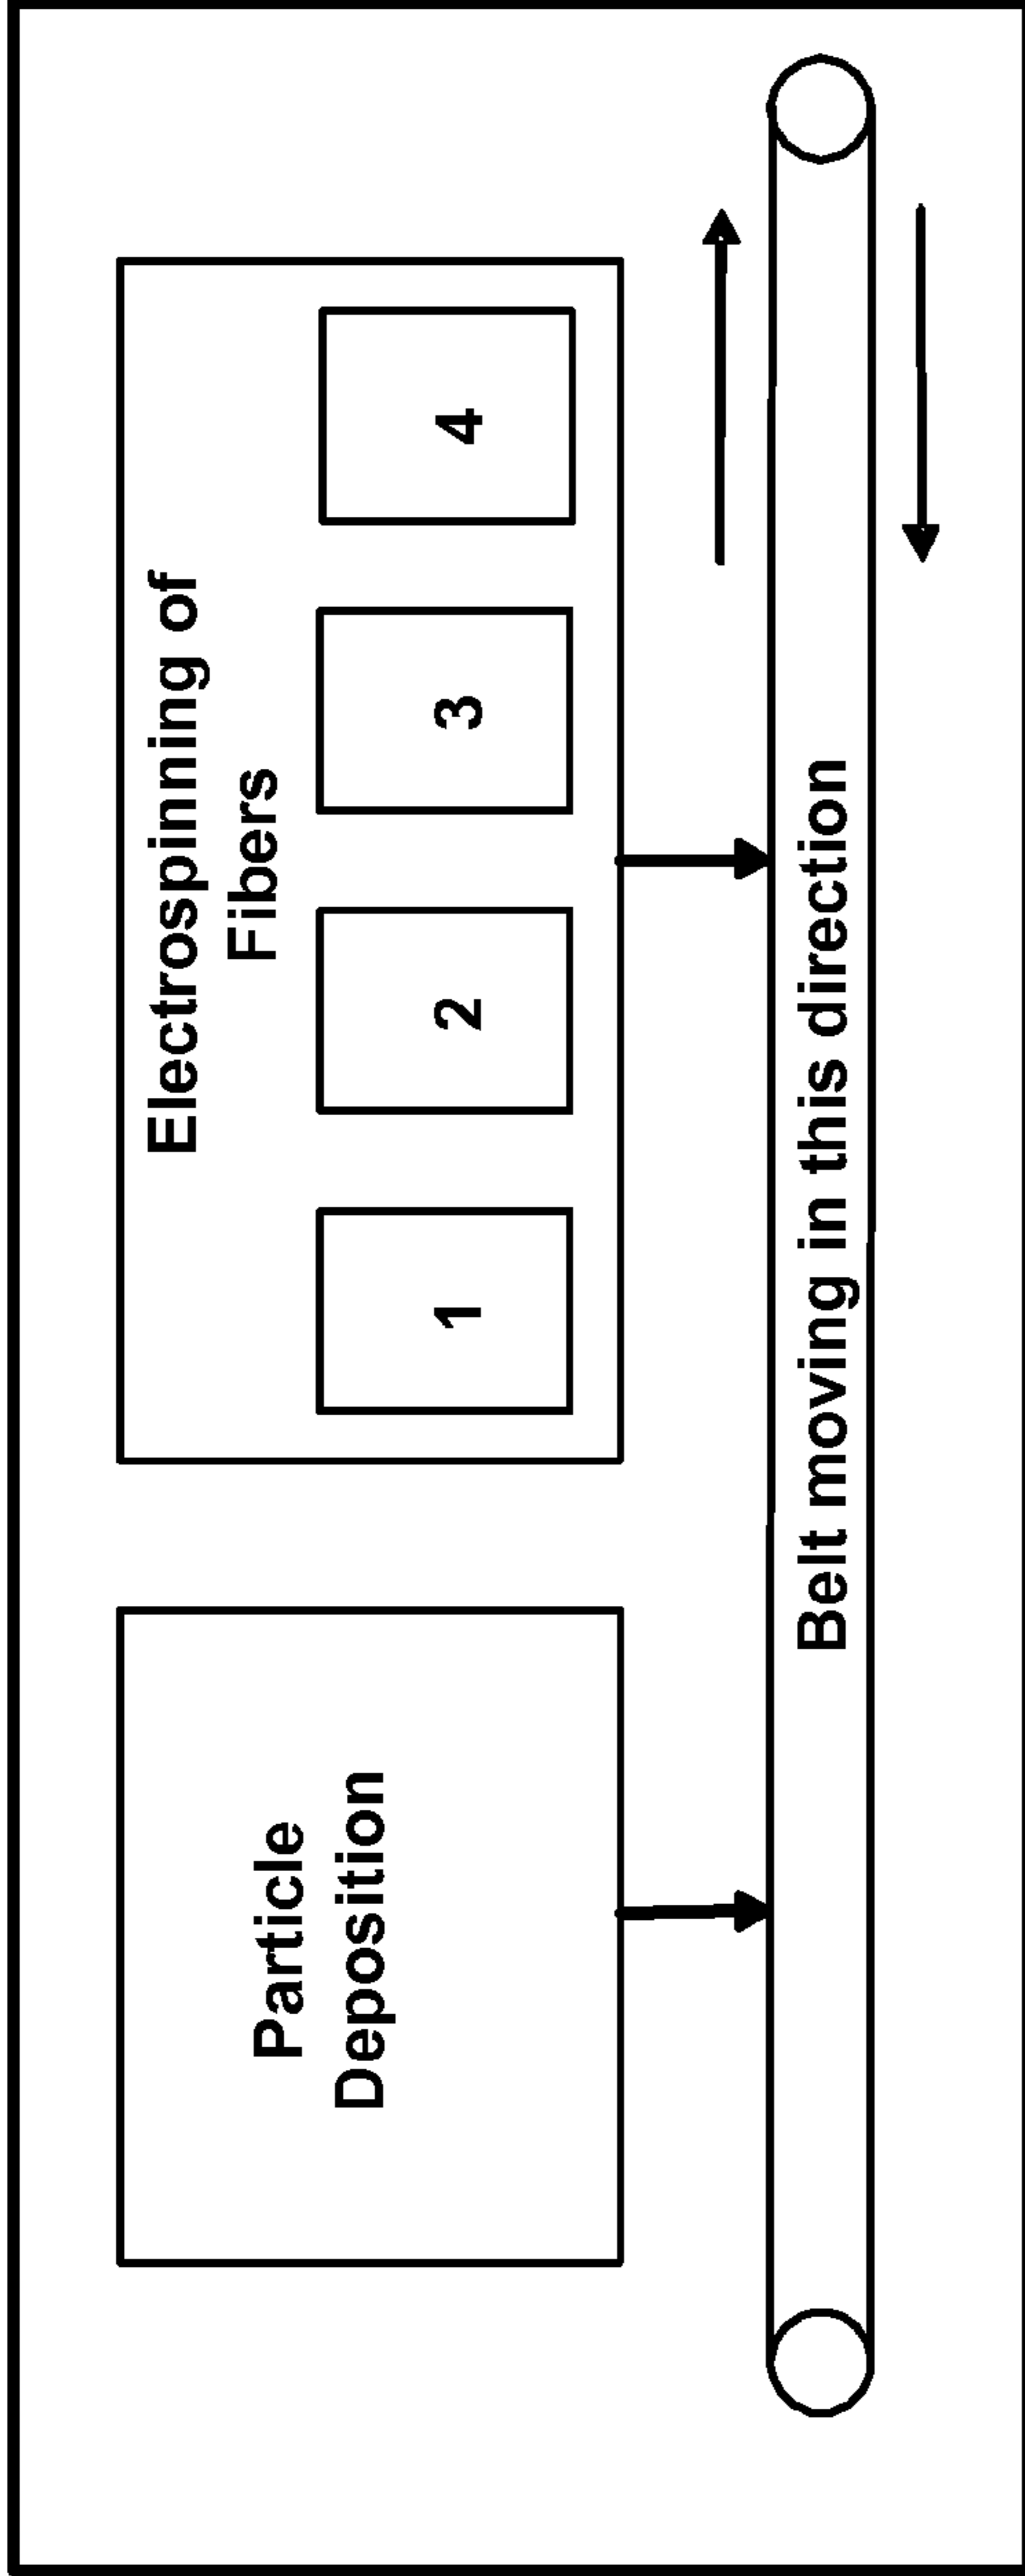 Particle
Deposition
Electrospinning of
Fibers
1
2
3
4
Belt moving in this direction